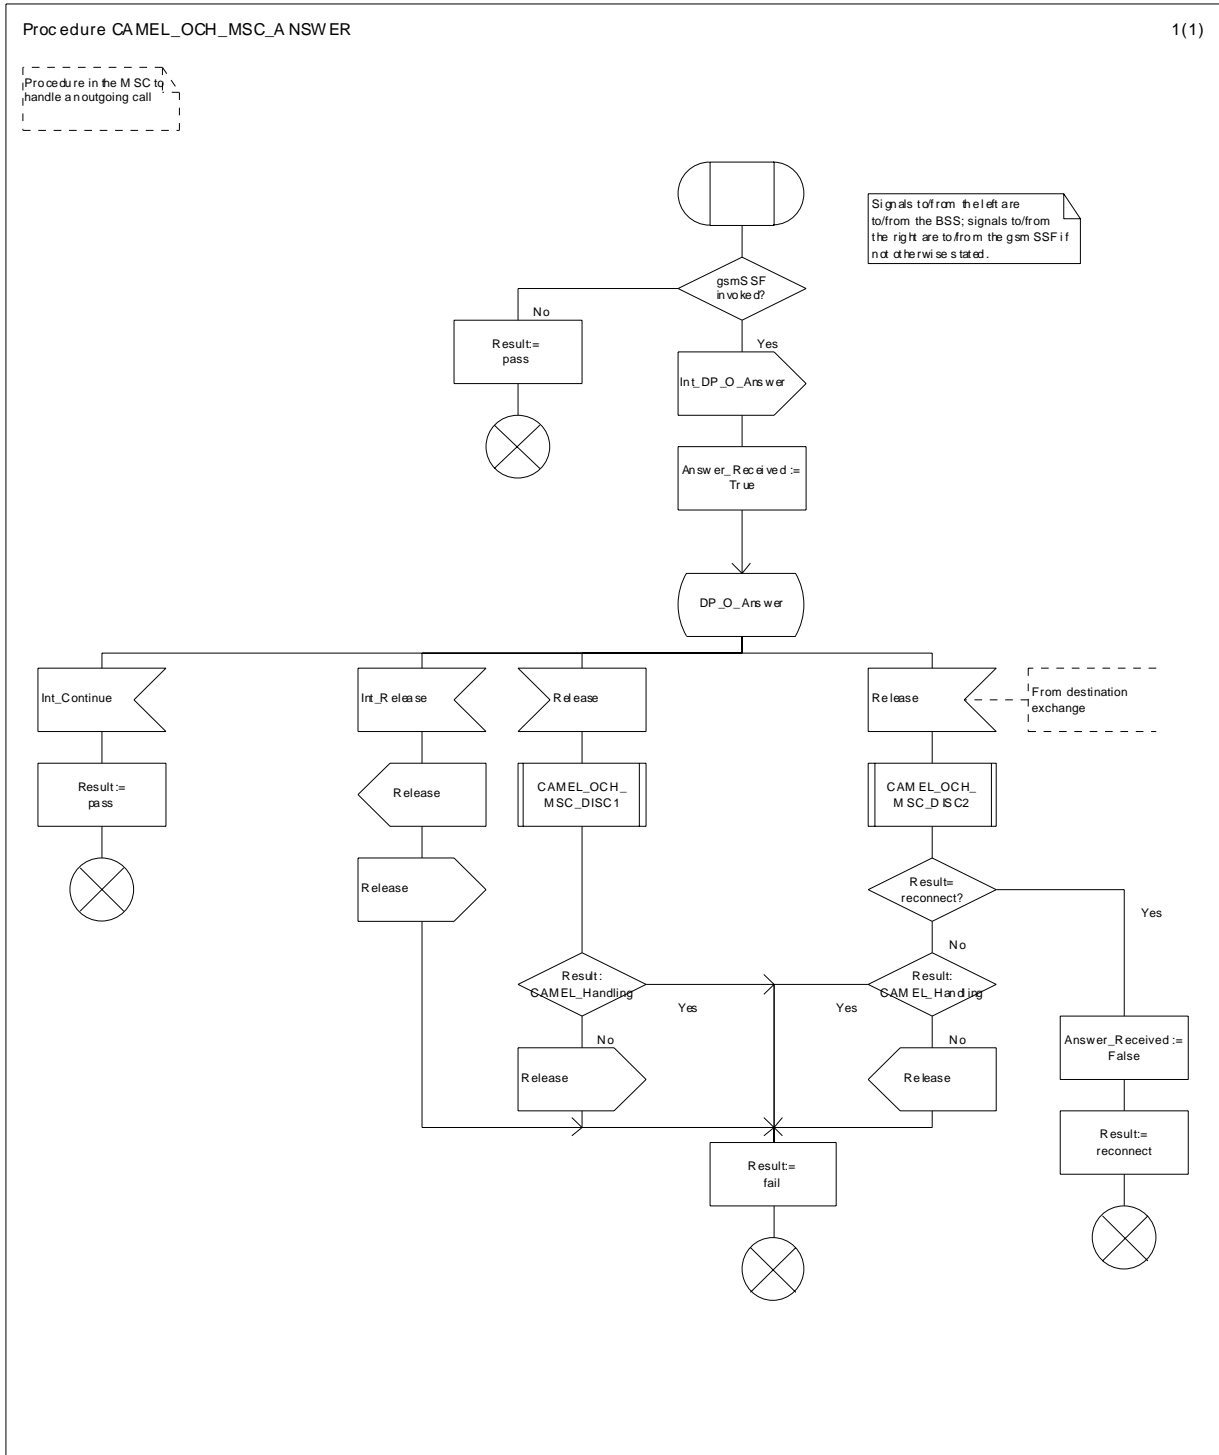 Procedure CAMEL_OCH_MSC_ANSWER
1(1)
Procedure in the MSC to
handle an outgoing call
Signals to/from the left are
to/from the BSS; signals to/from
the right are to/from the gsmSSF if
not otherwise stated.
gsmSSF
invoked?
No
Yes
Result:=
pass
Int_DP_O_Answer
Answer_Received :=
True
DP_O_Answer
Int_Continue
Int_Release
Release
Release
From destination
exchange
Result:=
pass
Release
CAMEL_OCH_
MSC_DISC1
CAMEL_OCH_
MSC_DISC2
Release
Result=
reconnect?
Yes
No
Result:
CAMEL_Handling
Yes
Result:
CAMEL_Handling
Yes
No
No
Release
Release
Answer_Received :=
False
Result:=
fail
Result:=
reconnect